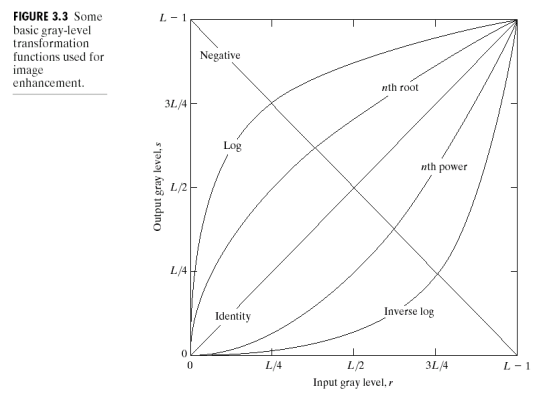 FIGURE 3.3 Some
basic gray-level
transformation
functions used for
image
enhancement.
L − 1
Negative
nth root
3L/4
Log
nth power
Output gray level, s
L/2
L/4
Identity
Inverse log
0
0
L/4
L/2
3L/4
L − 1
Input gray level, r